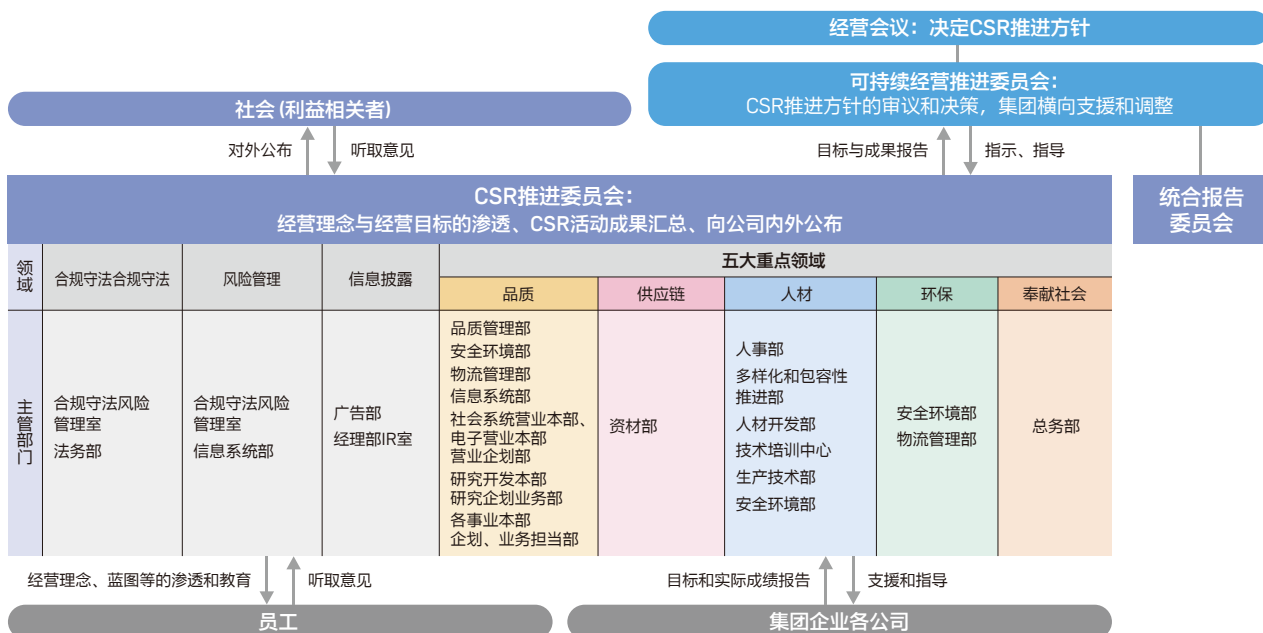 经营会议：决定CSR推进方针
可持续经营推进委员会：
CSR推进方针的审议和决策，集团横向支援和调整
社会 (利益相关者)
对外公布
听取意见
目标与成果报告
指示、指导
CSR推进委员会：
经营理念与经营目标的渗透、CSR活动成果汇总、向公司内外公布
统合报告
委员会
领域
合规守法合规守法
风险管理
信息披露
五大重点领域
品质
供应链
人材
环保
奉献社会
主管部门
合规守法风险
管理室
法务部
合规守法风险
管理室
信息系统部
广告部
经理部IR室
品质管理部
安全环境部
物流管理部
信息系统部
社会系统营业本部、
电子营业本部
营业企划部
研究开发本部
研究企划业务部
各事业本部
企划、业务担当部
资材部
人事部
多样化和包容性
推进部
人材开发部
技术培训中心
生产技术部
安全环境部
安全环境部
物流管理部
总务部
经营理念、蓝图等的渗透和教育
听取意见
目标和实际成绩报告
支援和指导
员工
集团企业各公司